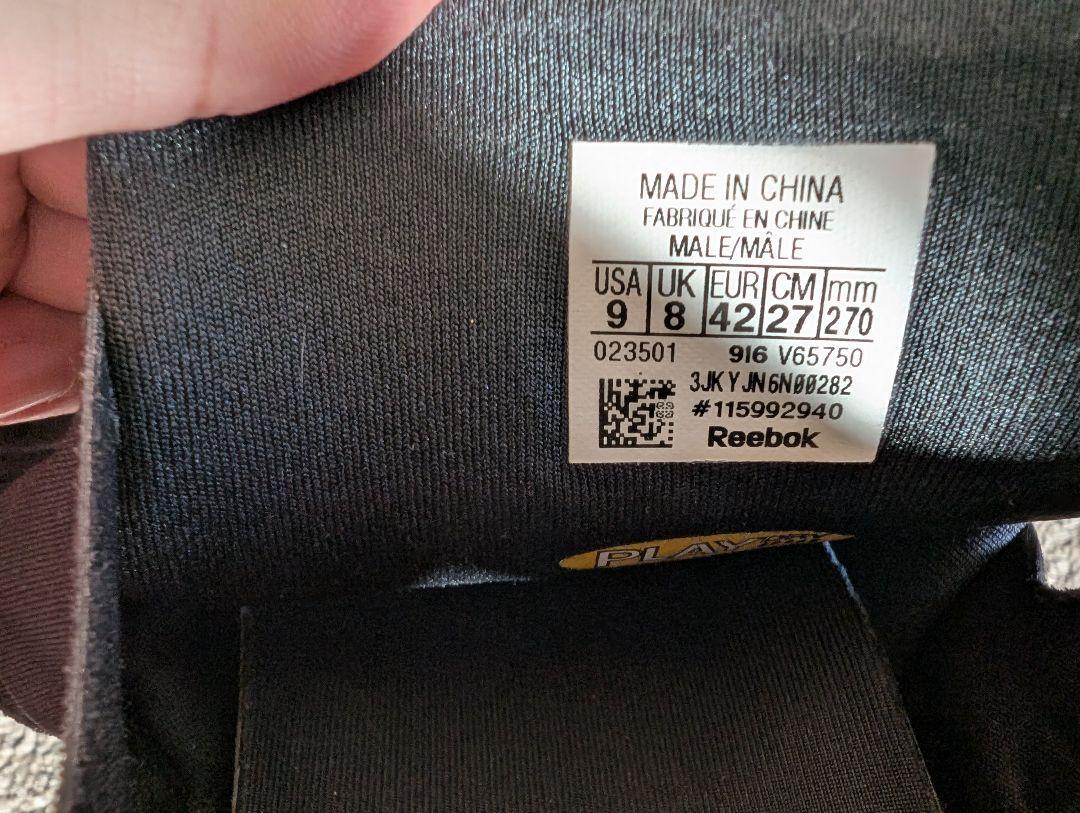 MADE IN CHINA
FABRIQUÉ EN CHINE
MALE/MÂLE
USA UK EUR CM mm
9 8 42 27 270
023501 916 V65750
3JKYJN6N00282
#115992940
Reebok
PLAY